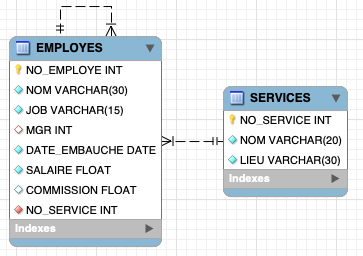 EMPLOYES
NO_EMPLOYE INT
NOM VARCHAR(30)
JOB VARCHAR(15)
MGR INT
DATE_EMBAUCHE DATE
SALAIRE FLOAT
COMMISSION FLOAT
NO_SERVICE INT
Indexes
SERVICES
NO_SERVICE INT
NOM VARCHAR(20)
LIEU VARCHAR(30)
Indexes